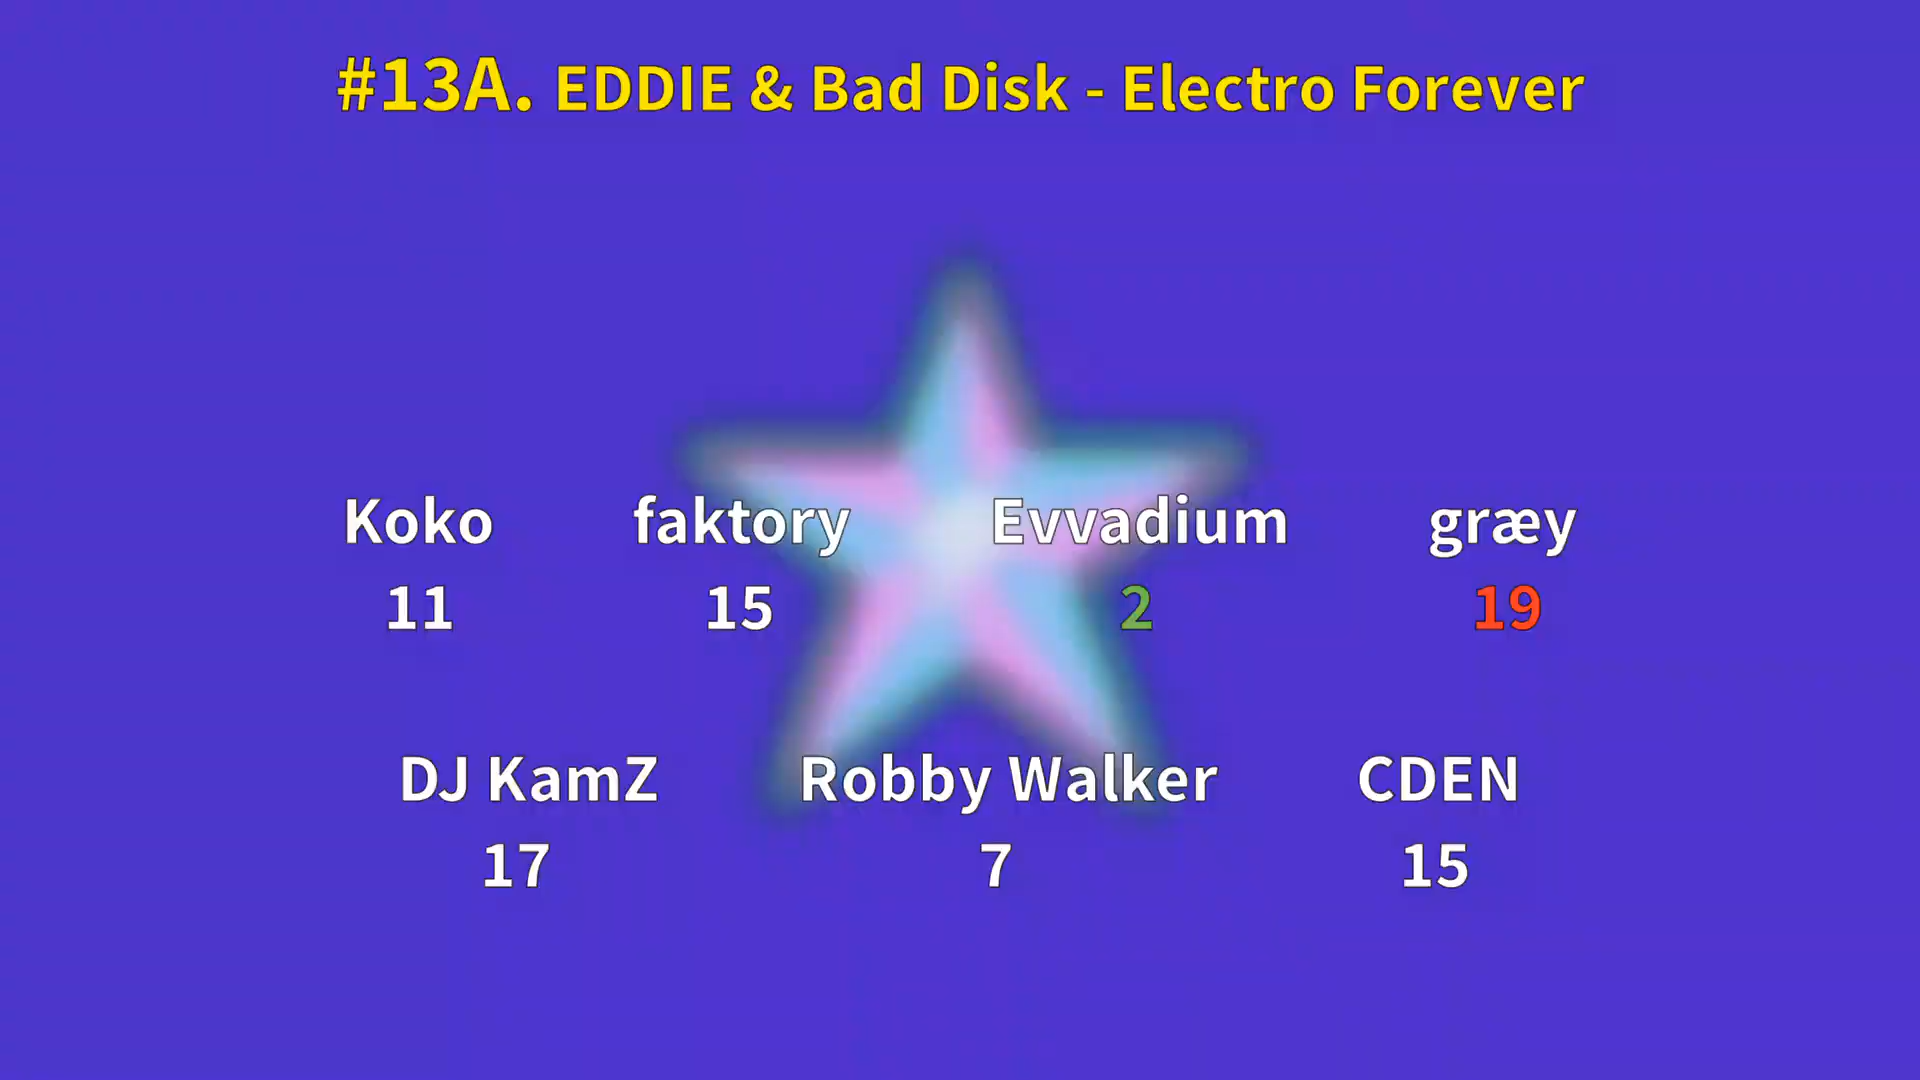 #13A. EDDIE & Bad Disk - Electro Forever
Koko faktory Evvadium græy
11 15 2 19
DJ KamZ Robby Walker CDEN
17 7 15